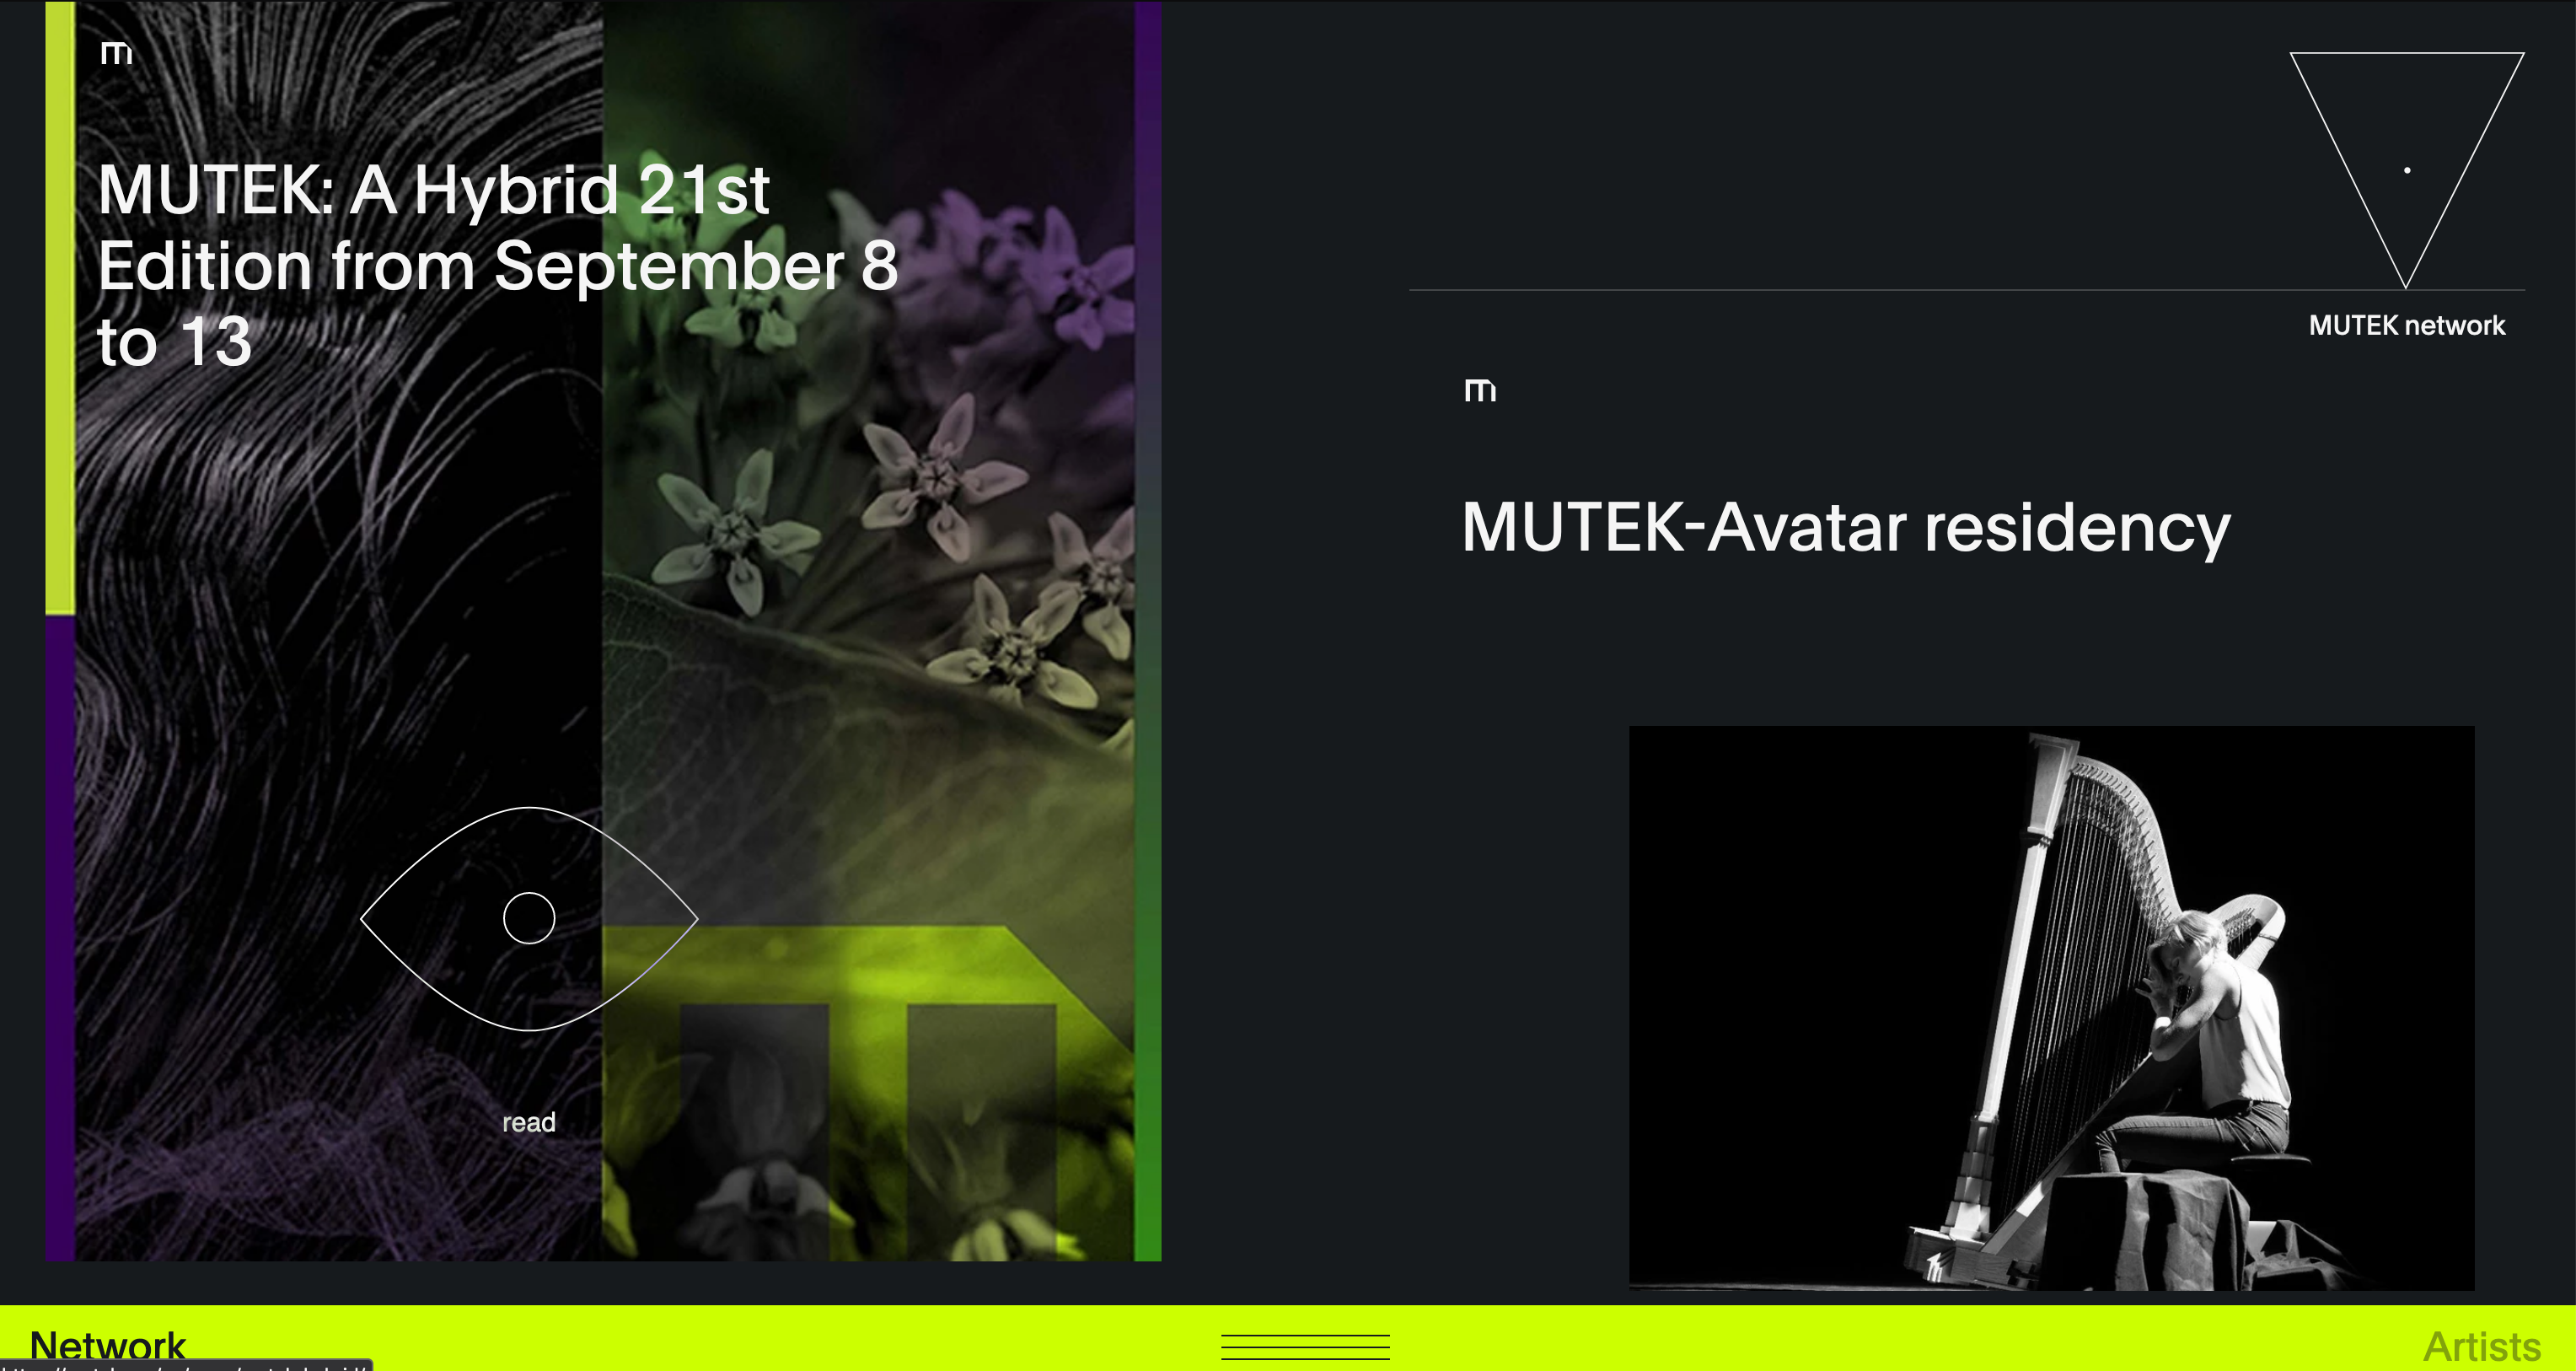 m
MUTEK: A Hybrid 21st
Edition from September 8
to 13
read
MUTEK network
m
MUTEK-Avatar residency
Network
Artists